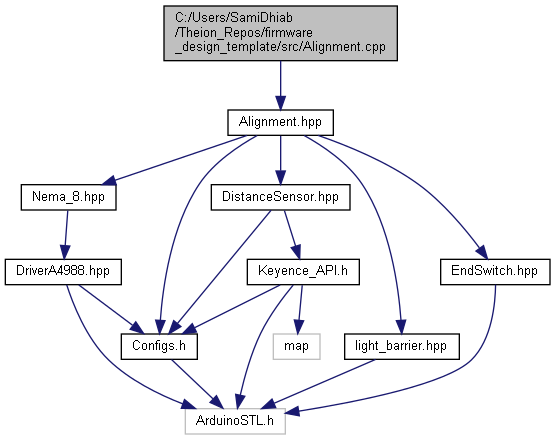 C:/Users/SamiDhiab
/Theion_Repos/firmware
_design_template/src/Alignment.cpp
Alignment.hpp
Nema_8.hpp
DistanceSensor.hpp
DriverA4988.hpp
Keyence_API.h
EndSwitch.hpp
Configs.h
map
light_barrier.hpp
ArduinoSTL.h